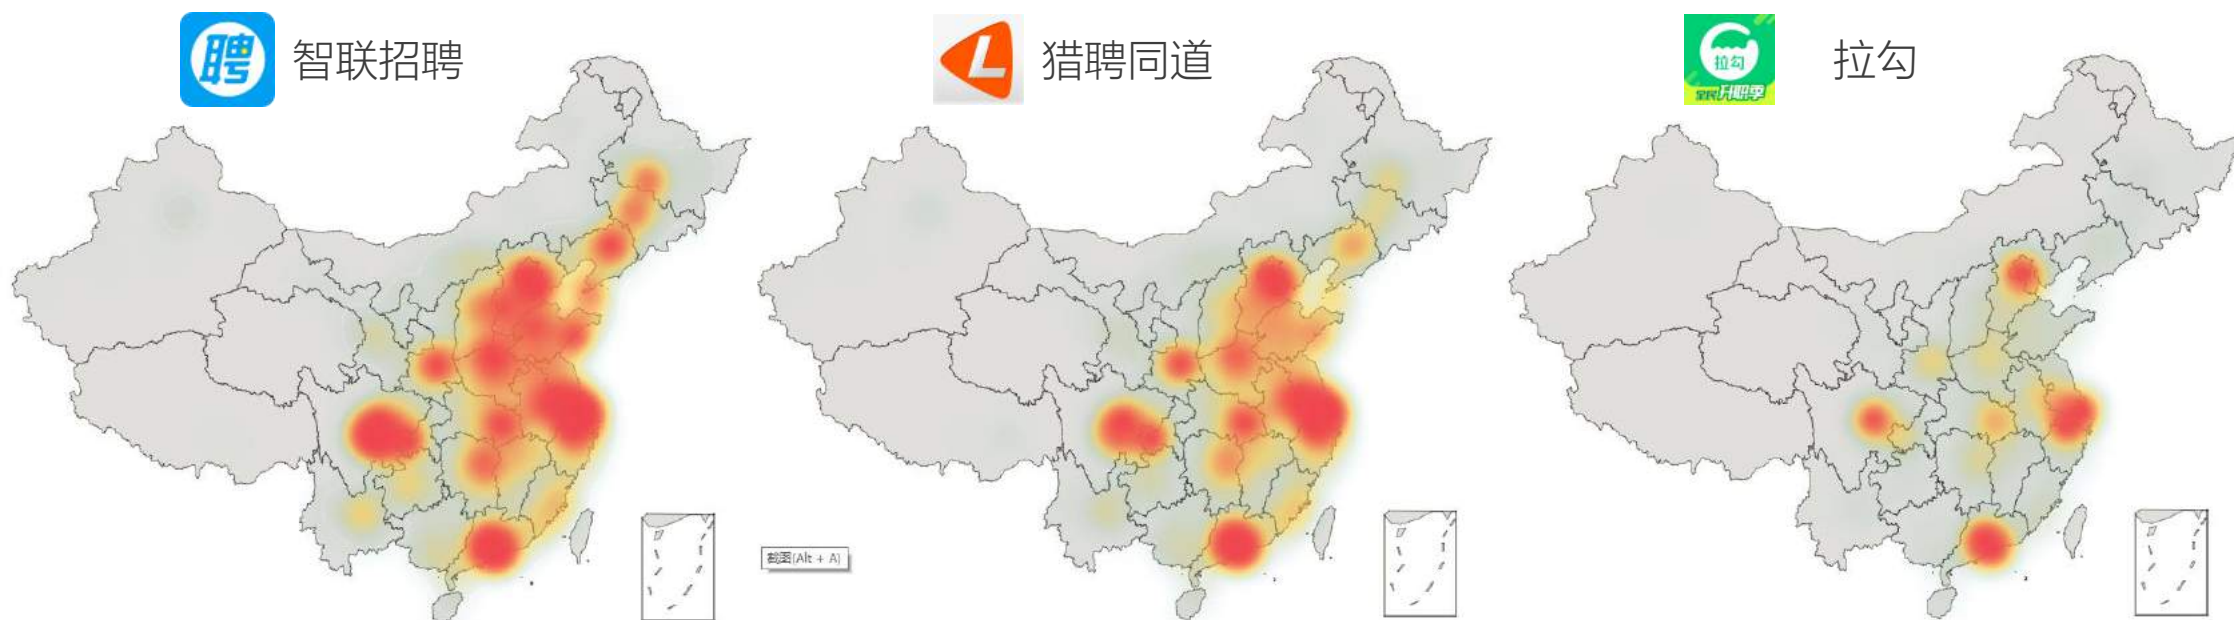 聘
智联招聘
L
猎聘同道
拉勾
全民升职季
拉勾
截图(Alt + A)